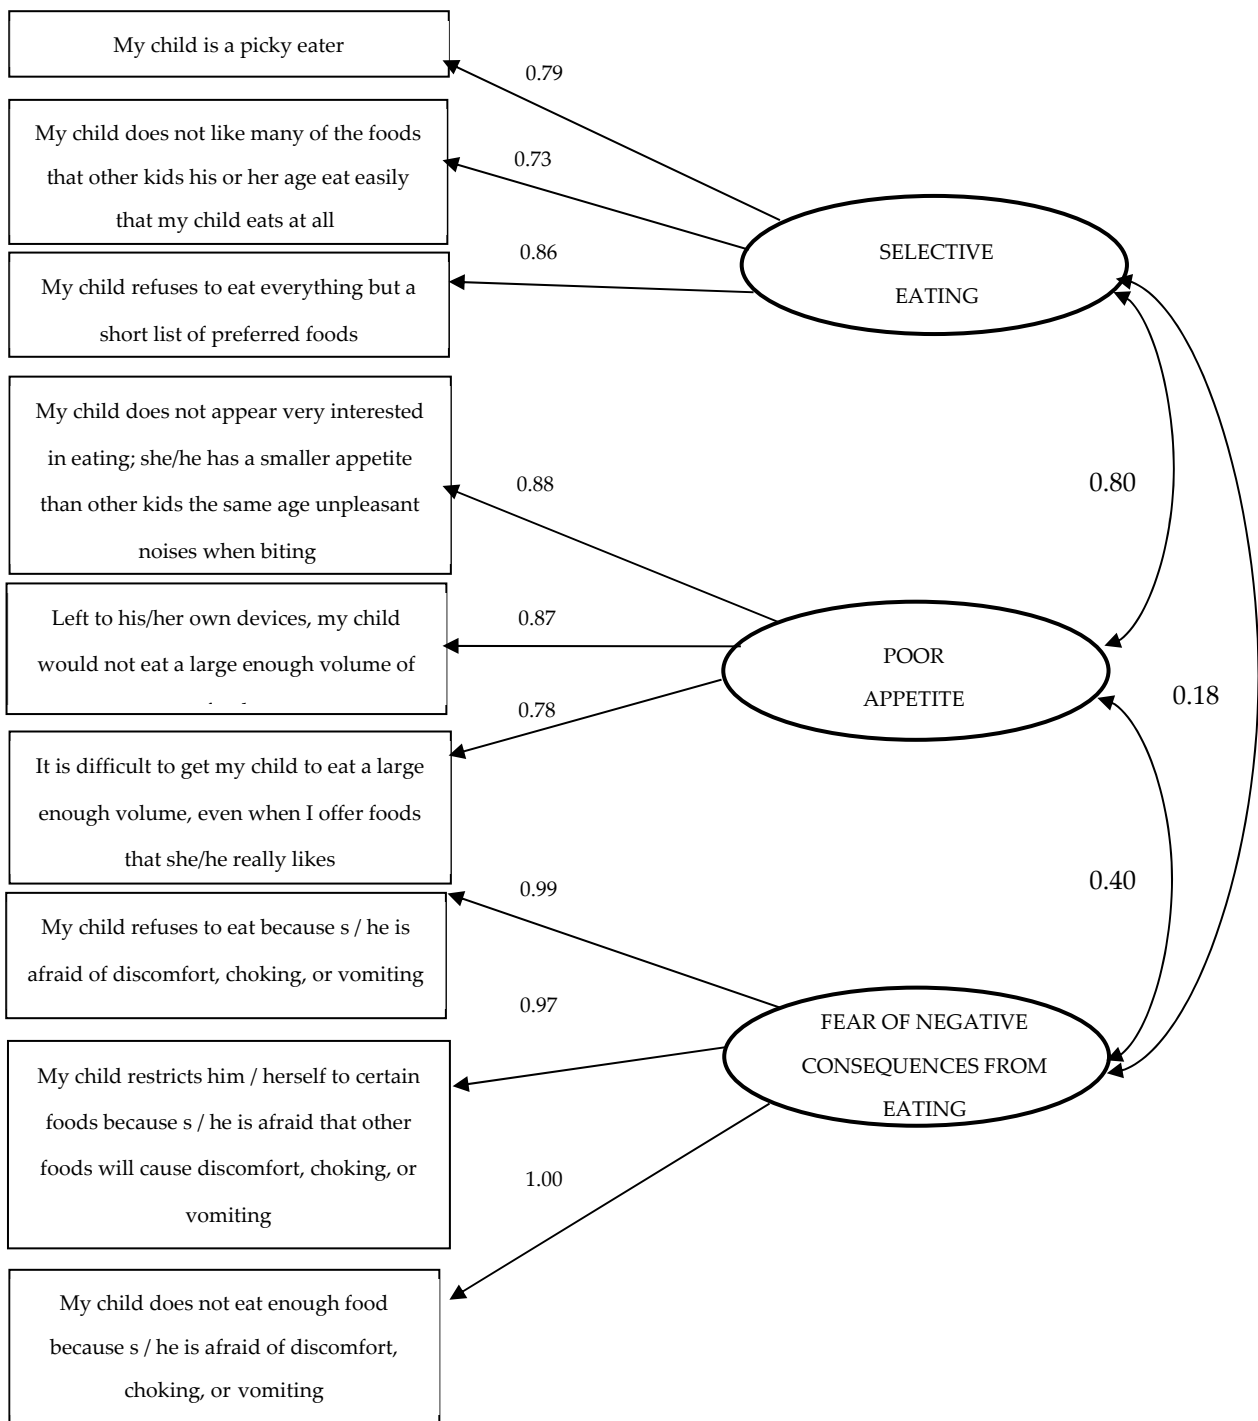 My child is a picky eater
0.79
My child does not like many of the foods
that other kids his or her age eat easily
that my child eats at all
0.73
My child refuses to eat everything but a
short list of preferred foods
0.86
SELECTIVE
EATING
My child does not appear very interested
in eating; she/he has a smaller appetite
than other kids the same age unpleasant
noises when biting
0.88
0.80
Left to his/her own devices, my child
would not eat a large enough volume of
0.87
POOR
APPETITE
0.18
0.78
It is difficult to get my child to eat a large
enough volume, even when I offer foods
that she/he really likes
0.99
0.40
My child refuses to eat because s / he is
afraid of discomfort, choking, or vomiting
0.97
FEAR OF NEGATIVE
CONSEQUENCES FROM
EATING
My child restricts him / herself to certain
foods because s / he is afraid that other
foods will cause discomfort, choking, or
vomiting
1.00
My child does not eat enough food
because s / he is afraid of discomfort,
choking, or vomiting